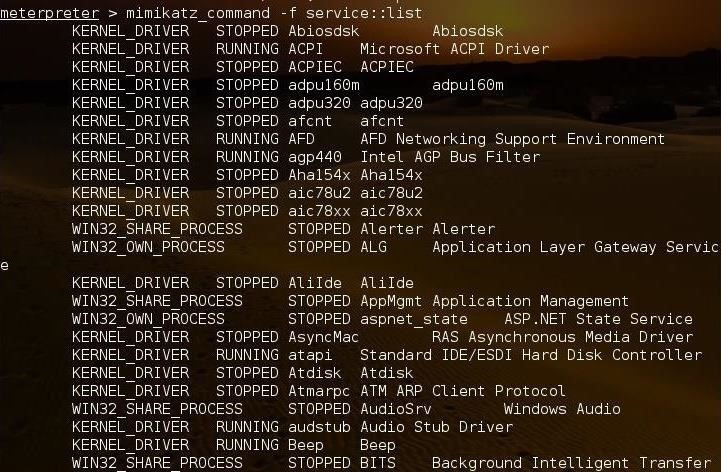 meterpreter > mimikatz_command -f service::list
KERNEL_DRIVER STOPPED Abiosdsk Abiosdsk
KERNEL_DRIVER RUNNING ACPI Microsoft ACPI Driver
KERNEL_DRIVER STOPPED ACPIEC ACPIEC
KERNEL_DRIVER STOPPED adpu160m adpu160m
KERNEL_DRIVER STOPPED adpu320 adpu320
KERNEL_DRIVER STOPPED afcnt afcnt
KERNEL_DRIVER RUNNING AFD AFD Networking Support Environment
KERNEL_DRIVER RUNNING agp440 Intel AGP Bus Filter
KERNEL_DRIVER STOPPED Aha154x Aha154x
KERNEL_DRIVER STOPPED aic78u2 aic78u2
KERNEL_DRIVER STOPPED aic78xx aic78xx
WIN32_SHARE_PROCESS STOPPED Alerter Alerter
WIN32_OWN_PROCESS STOPPED ALG Application Layer Gateway Servic
e
KERNEL_DRIVER STOPPED AliIde AliIde
WIN32_SHARE_PROCESS STOPPED AppMgmt Application Management
WIN32_OWN_PROCESS STOPPED aspnet_state ASP.NET State Service
KERNEL_DRIVER STOPPED AsyncMac RAS Asynchronous Media Driver
KERNEL_DRIVER RUNNING atapi Standard IDE/ESDI Hard Disk Controller
KERNEL_DRIVER STOPPED Atdisk Atdisk
KERNEL_DRIVER STOPPED Atmarpc ATM ARP Client Protocol
WIN32_SHARE_PROCESS STOPPED AudioSrv Windows Audio
KERNEL_DRIVER RUNNING audstub Audio Stub Driver
KERNEL_DRIVER RUNNING Beep Beep
WIN32_SHARE_PROCESS STOPPED BITS Background Intelligent Transfer